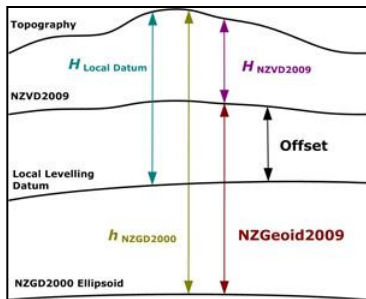 Topography
H Local Datum
H NZVD2009
NZVD2009
Offset
Local Levelling
Datum
h NZGD2000
NZGeoid2009
NZGD2000 Ellipsoid